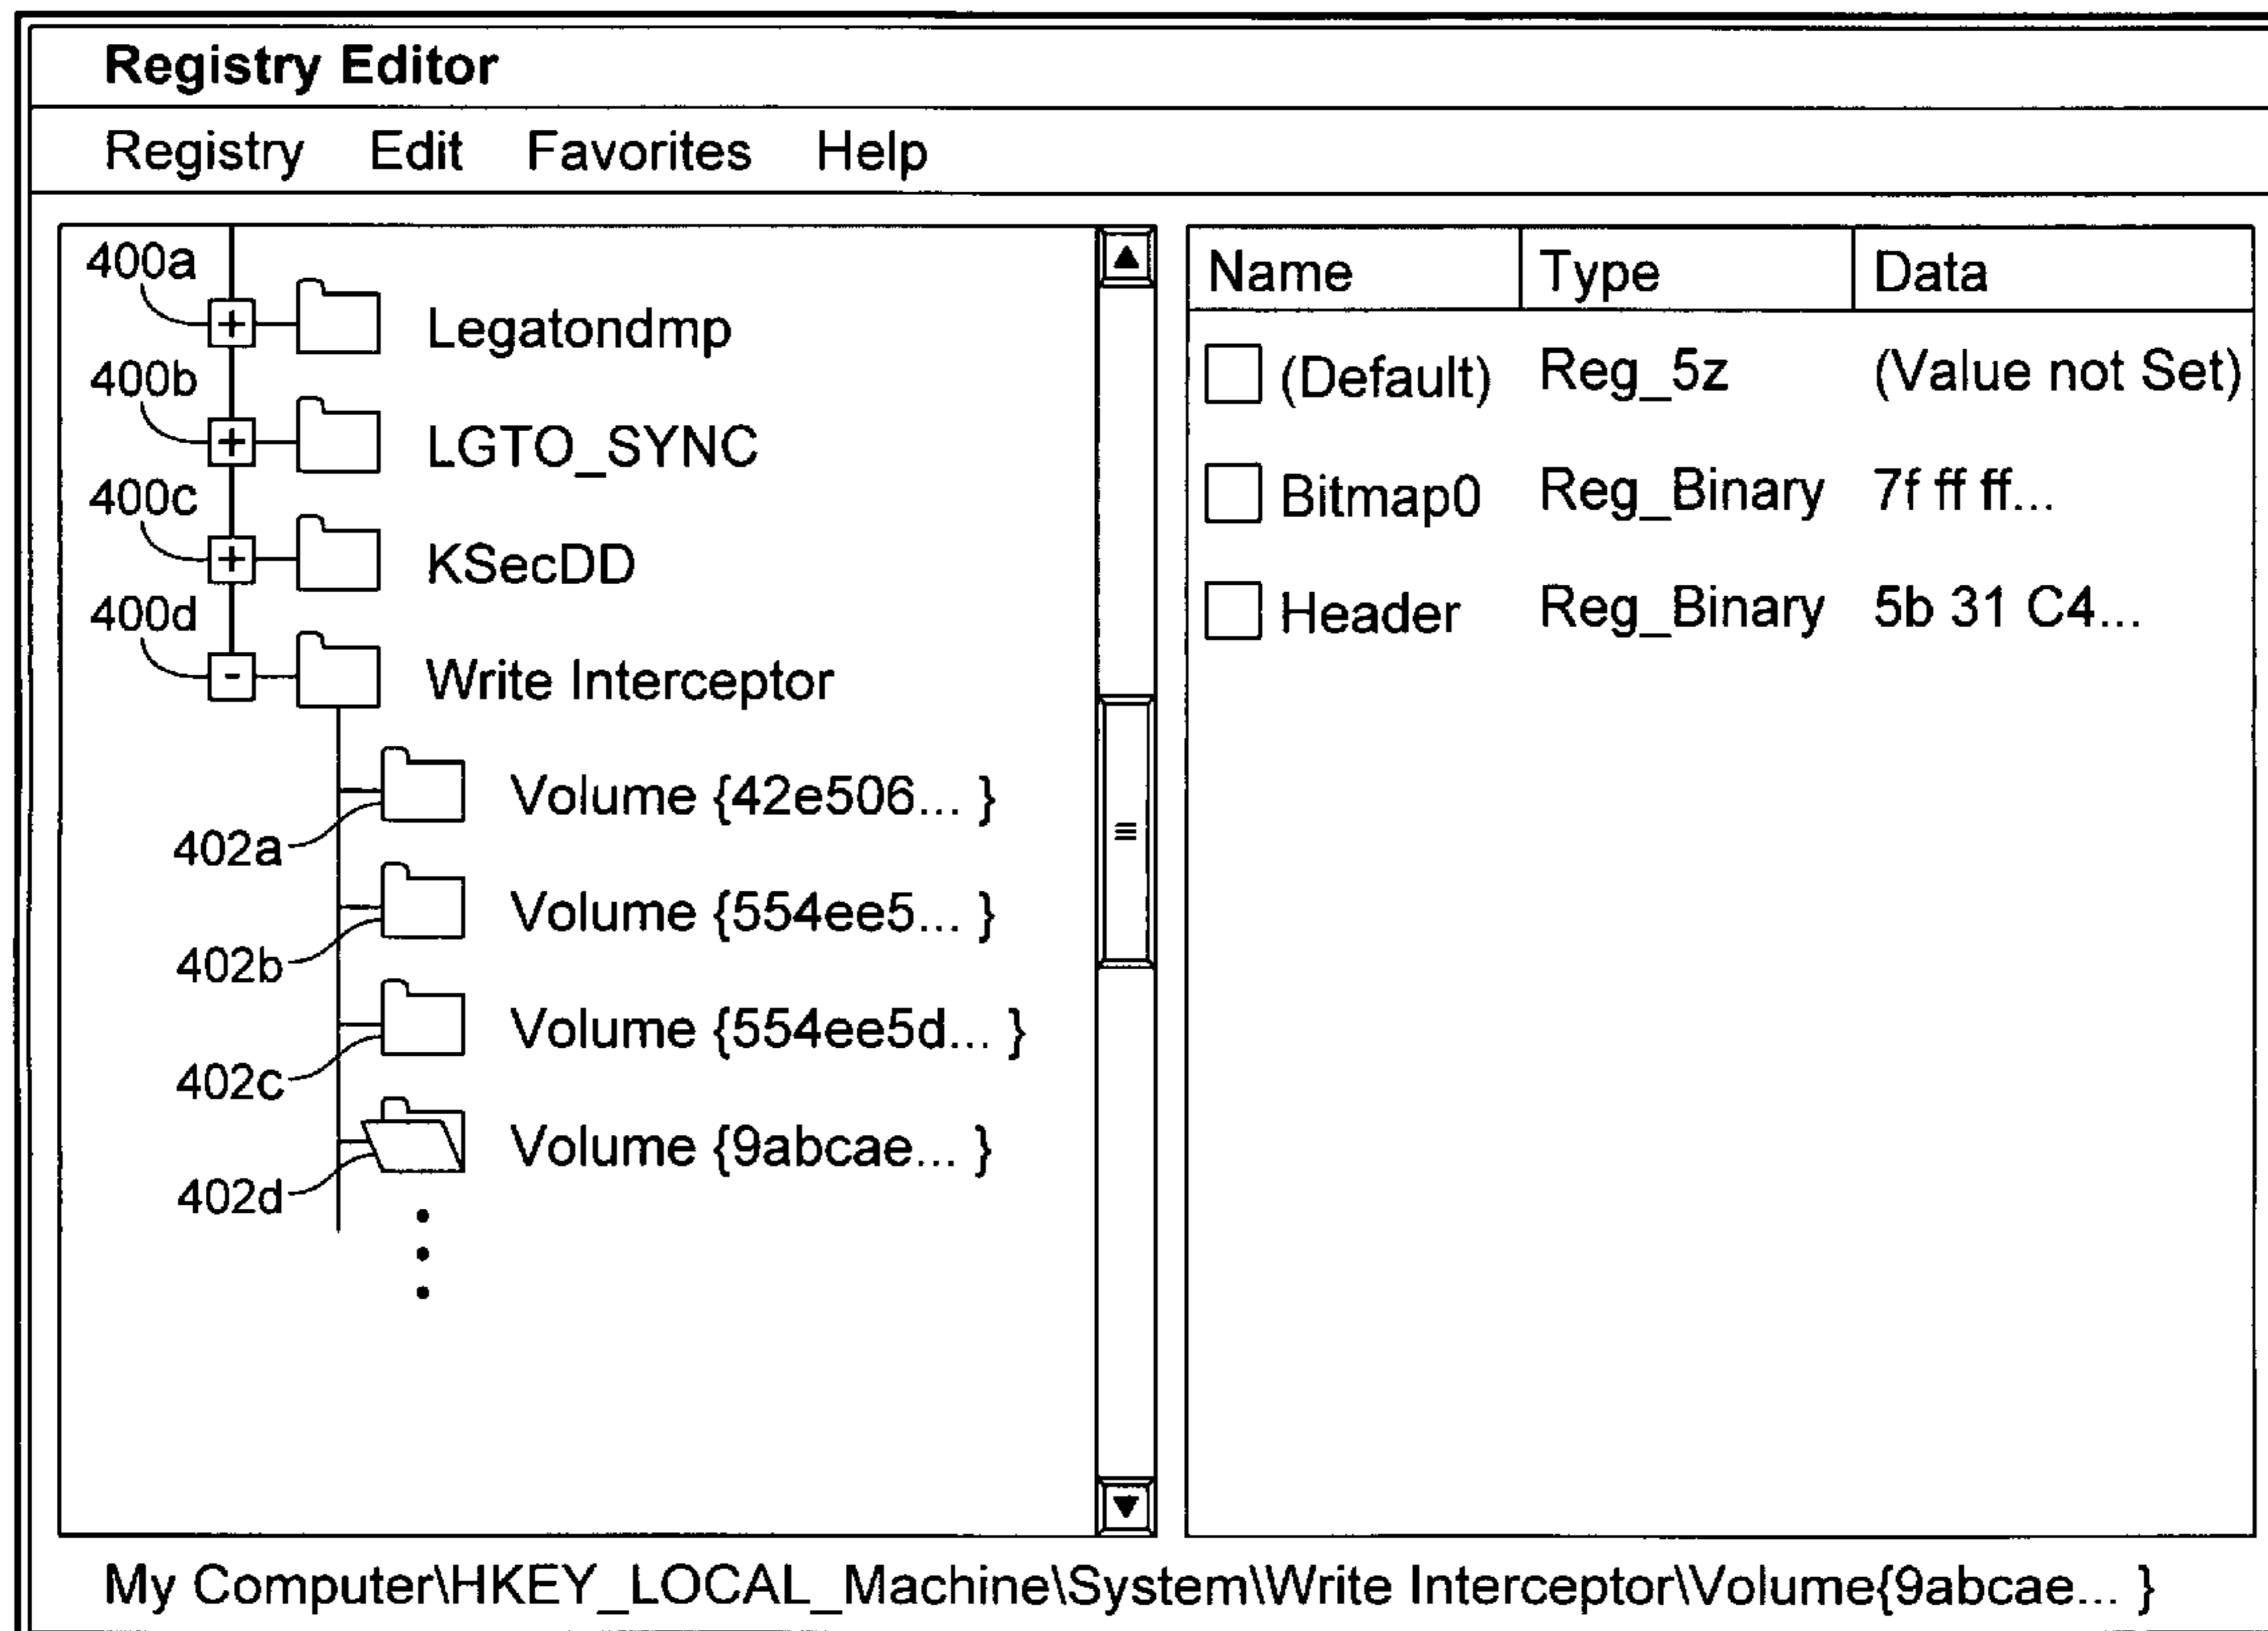 Registry Editor
Registry Edit Favorites Help
400a
Legatondmp
400b
LGTO_SYNC
400c
KSecDD
400d
Write Interceptor
Volume {42e506... }
402a
Volume {554ee5... }
402b
Volume {554ee5d... }
402c
Volume {9abcae... }
402d
Name Type Data
(Default) Reg_5z (Value not Set)
Bitmap0 Reg_Binary 7f ff ff...
Header Reg_Binary 5b 31 C4...
My Computer\HKEY_LOCAL_Machine\System\Write Interceptor\Volume{9abcae... }